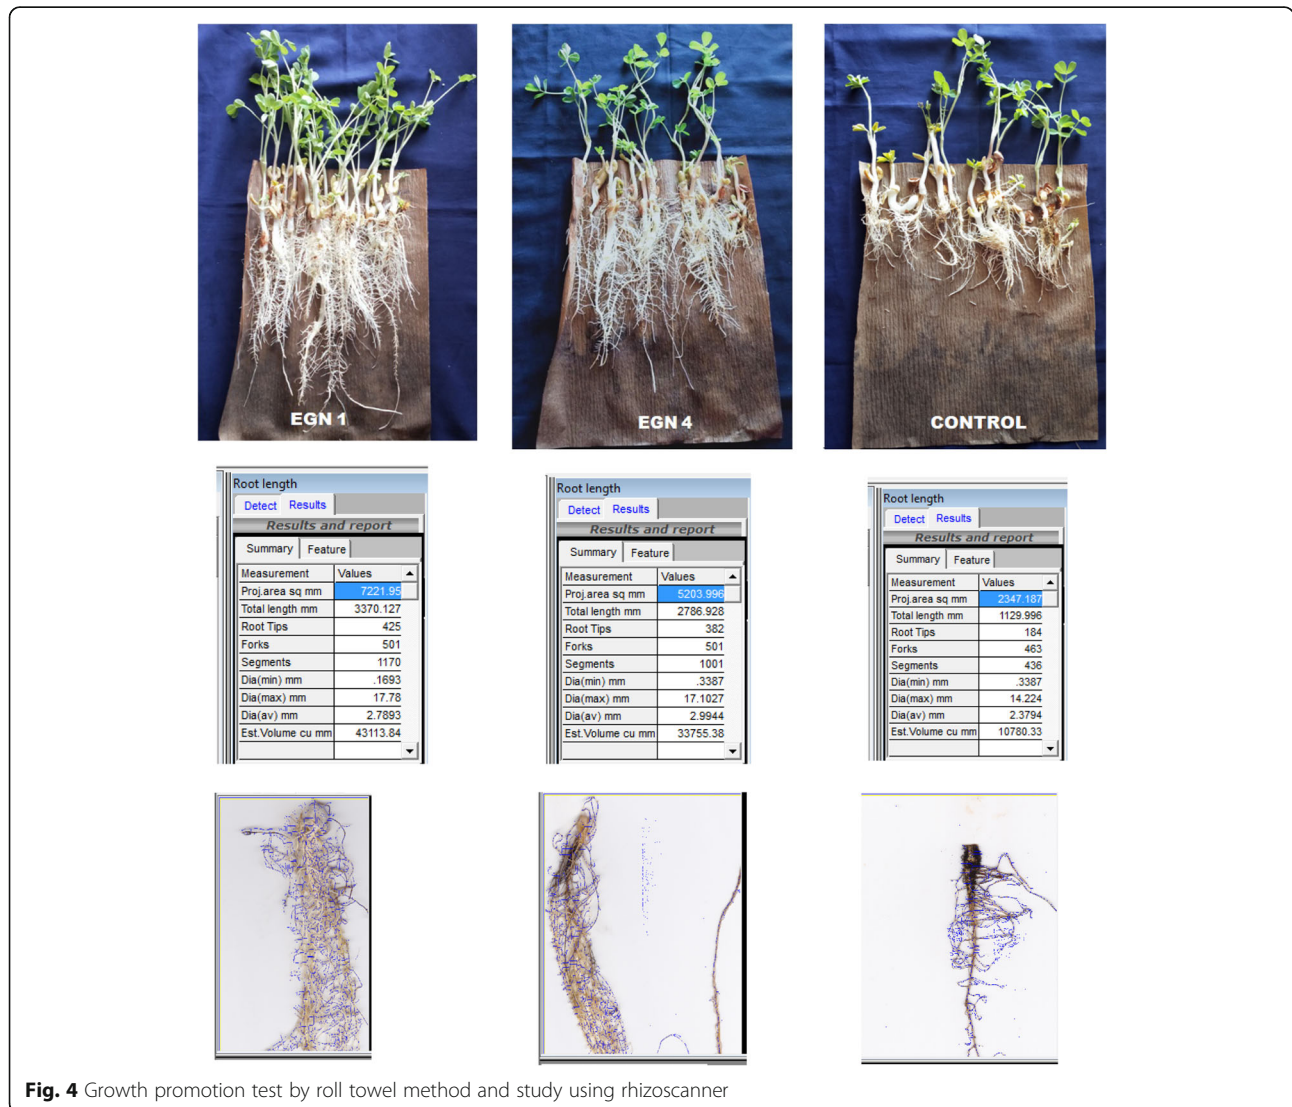 EGN 1
EGN 4
CONTROL
Root length
Detect Results
Results and report
Summary Feature
Measurement Values
Proj.area sq mm 7221.95
Total length mm 3370.127
Root Tips 425
Forks 501
Segments 1170
Dia(min) mm .1693
Dia(max) mm 17.78
Dia(av) mm 2.7893
Est.Volume cu mm 43113.84
Root length
Detect Results
Results and report
Summary Feature
Measurement Values
Proj.area sq mm 5203.996
Total length mm 2786.928
Root Tips 382
Forks 501
Segments 1001
Dia(min) mm .3387
Dia(max) mm 17.1027
Dia(av) mm 2.9944
Est.Volume cu mm 33755.38
Root length
Detect Results
Results and report
Summary Feature
Measurement Values
Proj.area sq mm 2347.187
Total length mm 1129.996
Root Tips 184
Forks 463
Segments 436
Dia(min) mm .3387
Dia(max) mm 14.224
Dia(av) mm 2.3794
Est.Volume cu mm 10780.33
Fig. 4 Growth promotion test by roll towel method and study using rhizoscanner